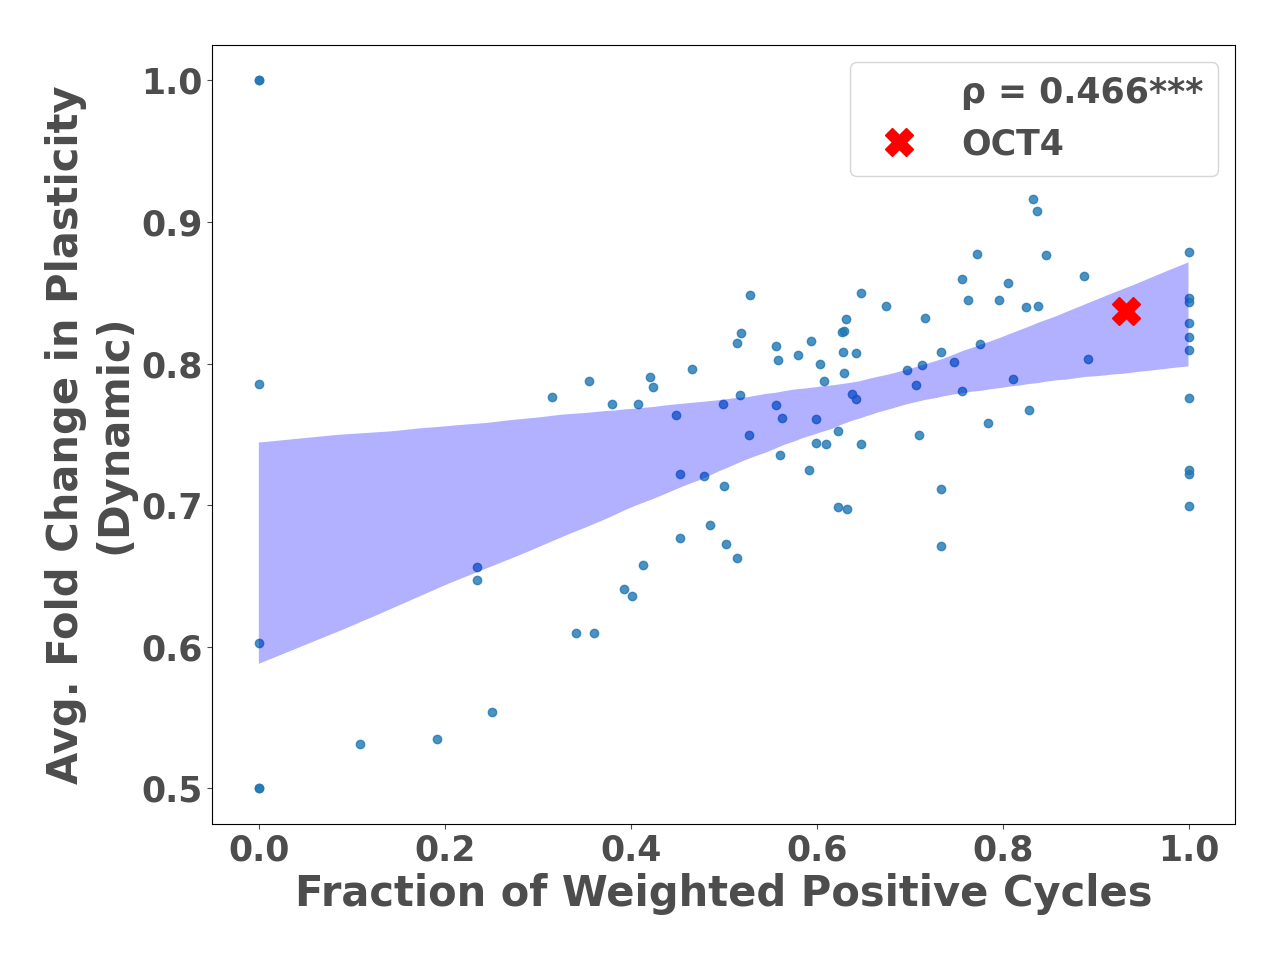 ρ = 0.466***
OCT4
Avg. Fold Change in Plasticity
(Dynamic)
1.0
0.9
0.8
0.7
0.6
0.5
0.0 0.2 0.4 0.6 0.8 1.0
Fraction of Weighted Positive Cycles